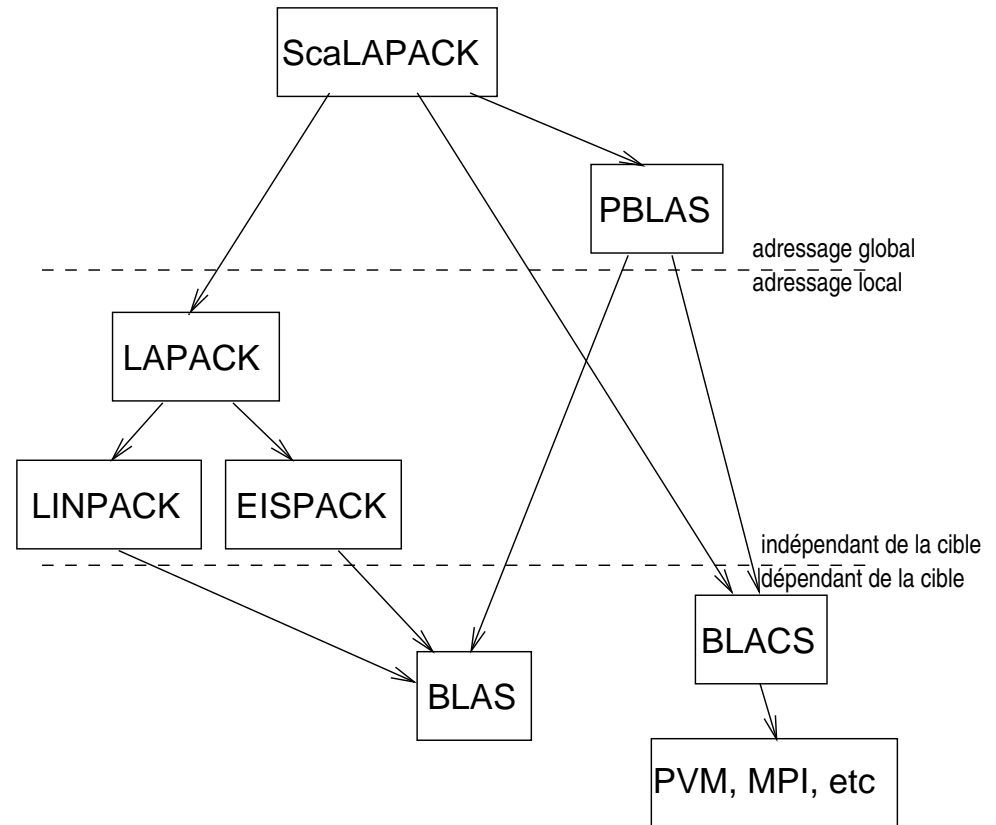 ScaLAPACK
PBLAS
adressage global
adressage local
LAPACK
LINPACK
EISPACK
indépendant de la cible
dépendant de la cible
BLACS
BLAS
PVM, MPI, etc